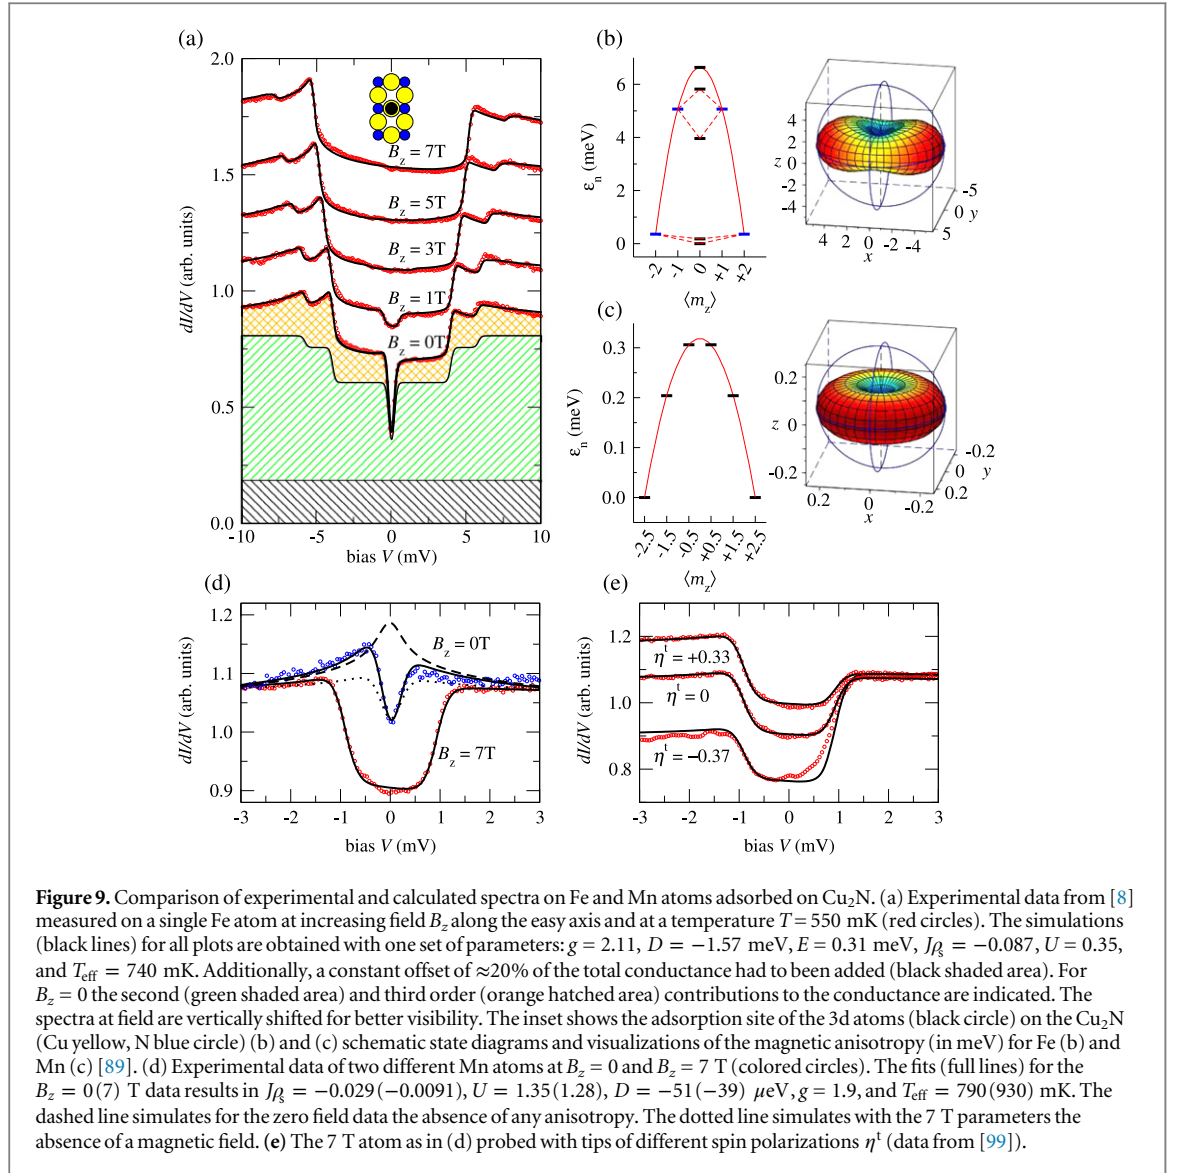 (a)
2.0
1.5
1.0
0.5
0.0
dI/dV (arb. units)
B_z = 7T
B_z = 5T
B_z = 3T
B_z = 1T
B_z = 0T
-10
-5
0
5
10
bias V (mV)
(b)
6
4
2
0
ε_n (meV)
-2
-1
0
+1
+2
⟨m_z⟩
4
2
z 0
-2
-4
4 2 0 -2 -4
x
5
0 y
-5
(c)
0.3
0.2
0.1
0.0
ε_n (meV)
-2.5
-1.5
-0.5
+0.5
+1.5
+2.5
⟨m_z⟩
0.2
z 0
-0.2
0.2 0 -0.2
x
0.2
0 y
-0.2
(d)
1.2
1.1
1.0
0.9
dI/dV (arb. units)
B_z = 0T
B_z = 7T
-3 -2 -1 0 1 2 3
bias V (mV)
(e)
1.2
1.0
0.8
dI/dV (arb. units)
η^t = +0.33
η^t = 0
η^t = −0.37
-3 -2 -1 0 1 2 3
bias V (mV)
Figure 9. Comparison of experimental and calculated spectra on Fe and Mn atoms adsorbed on Cu₂N. (a) Experimental data from [8]
measured on a single Fe atom at increasing field B_z along the easy axis and at a temperature T = 550 mK (red circles). The simulations
(black lines) for all plots are obtained with one set of parameters: g = 2.11, D = −1.57 meV, E = 0.31 meV, Jρ_s = −0.087, U = 0.35,
and T_eff = 740 mK. Additionally, a constant offset of ≈20% of the total conductance had to been added (black shaded area). For
B_z = 0 the second (green shaded area) and third order (orange hatched area) contributions to the conductance are indicated. The
spectra at field are vertically shifted for better visibility. The inset shows the adsorption site of the 3d atoms (black circle) on the Cu₂N
(Cu yellow, N blue circle) (b) and (c) schematic state diagrams and visualizations of the magnetic anisotropy (in meV) for Fe (b) and
Mn (c) [89]. (d) Experimental data of two different Mn atoms at B_z = 0 and B_z = 7 T (colored circles). The fits (full lines) for the
B_z = 0(7) T data results in Jρ_s = −0.029(−0.0091), U = 1.35(1.28), D = −51(−39) μeV, g = 1.9, and T_eff = 790(930) mK. The
dashed line simulates for the zero field data the absence of any anisotropy. The dotted line simulates with the 7 T parameters the
absence of a magnetic field. (e) The 7 T atom as in (d) probed with tips of different spin polarizations η^t (data from [99]).